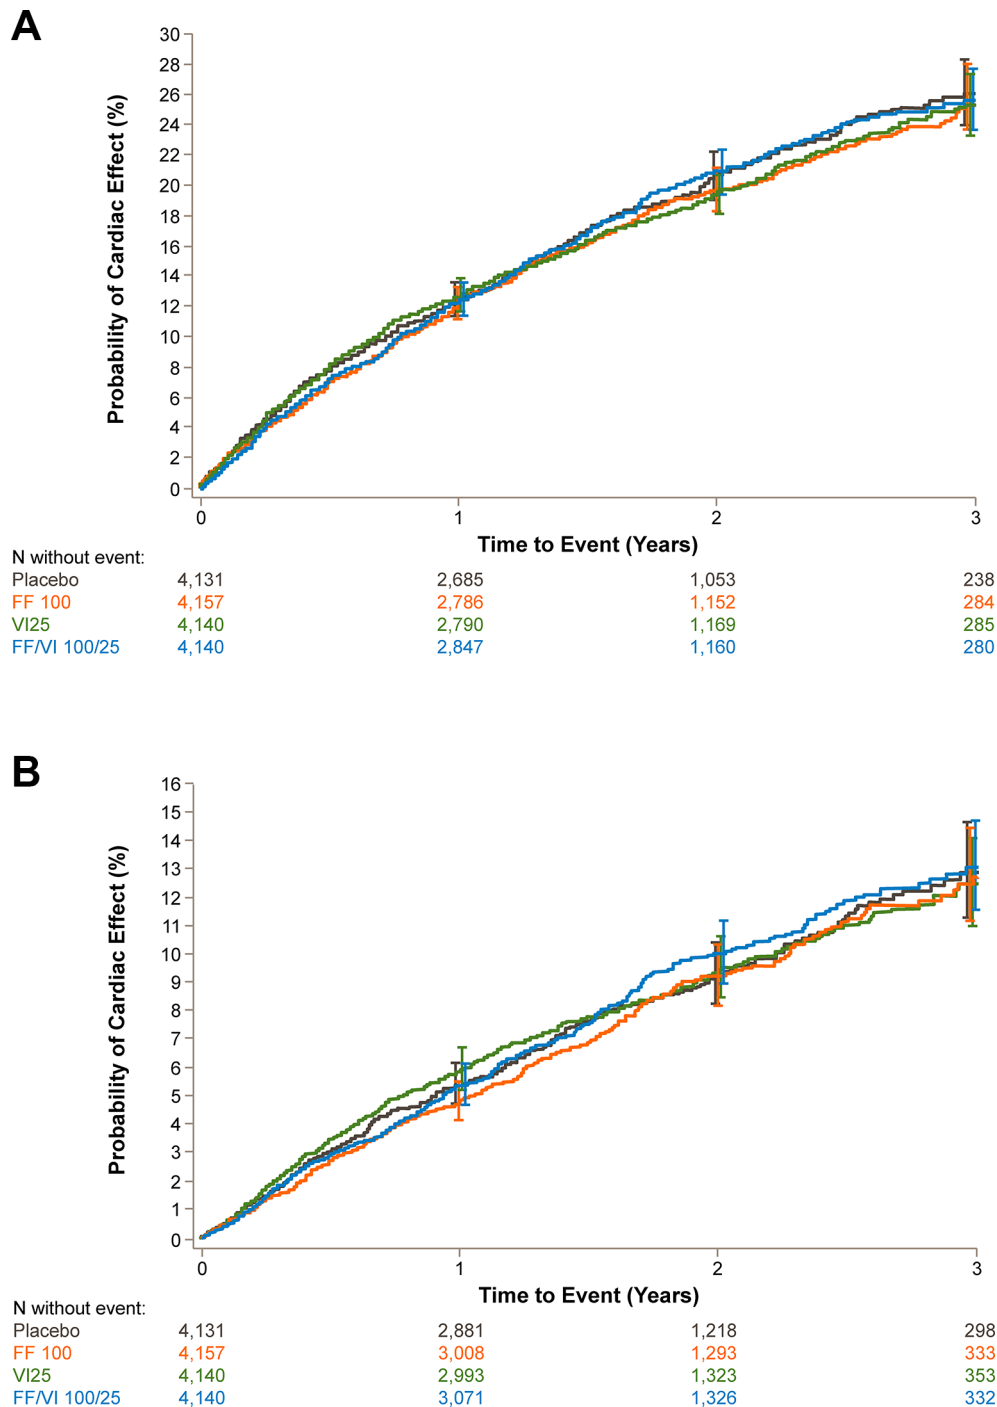 A
Probability of Cardiac Effect (%)
30
28
26
24
22
20
18
16
14
12
10
8
6
4
2
0
0 1 2 3
Time to Event (Years)
N without event:
Placebo 4,131 2,685 1,053 238
FF 100 4,157 2,786 1,152 284
VI25 4,140 2,790 1,169 285
FF/VI 100/25 4,140 2,847 1,160 280
B
Probability of Cardiac Effect (%)
16
15
14
13
12
11
10
9
8
7
6
5
4
3
2
1
0
0 1 2 3
Time to Event (Years)
N without event:
Placebo 4,131 2,881 1,218 298
FF 100 4,157 3,008 1,293 333
VI25 4,140 2,993 1,323 353
FF/VI 100/25 4,140 3,071 1,326 332